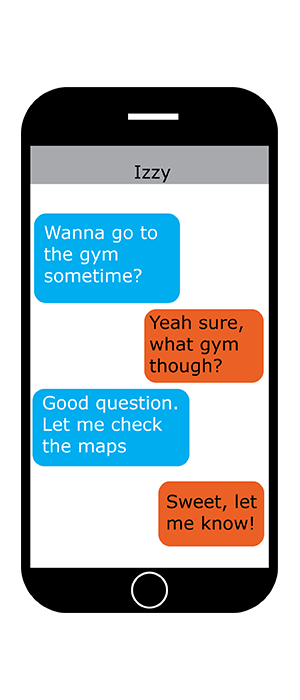 Izzy
Wanna go to
the gym
sometime?
Yeah sure,
what gym
though?
Good question.
Let me check
the maps
Sweet, let
me know!